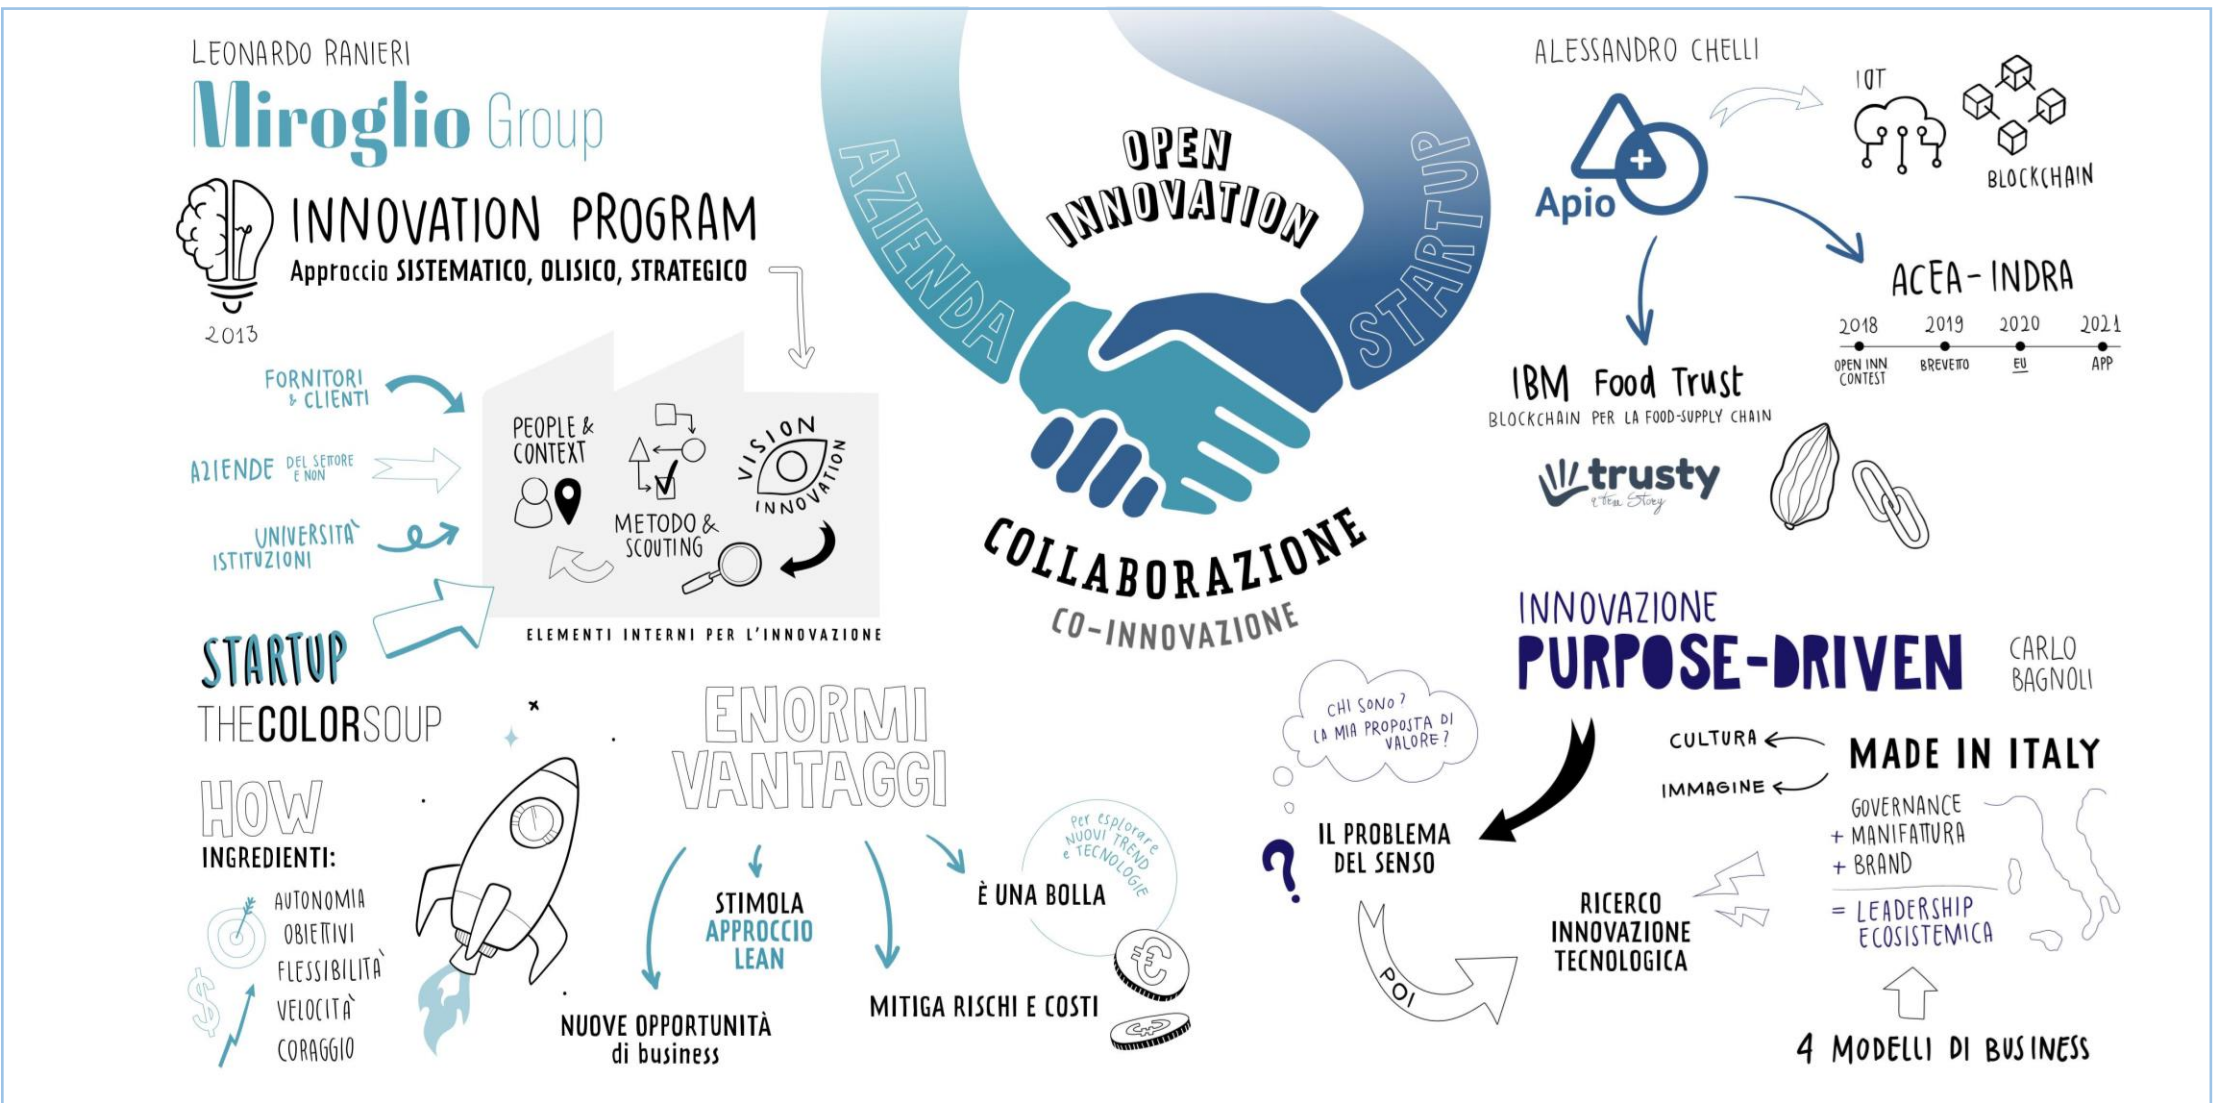 LEONARDO RANIERI
Miroglio Group
INNOVATION PROGRAM
Approccio SISTEMATICO, OLISICO, STRATEGICO
2013
FORNITORI
& CLIENTI
AZIENDE DEL SETTORE
E NON
UNIVERSITÀ
ISTITUZIONI
STARTUP
THECOLORSOUP
PEOPLE &
CONTEXT
METODO &
SCOUTING
VISION
INNOVATION
ELEMENTI INTERNI PER L'INNOVAZIONE
HOW
INGREDIENTI:
AUTONOMIA
OBIETTIVI
FLESSIBILITÀ
VELOCITÀ
CORAGGIO
$
ENORMI
VANTAGGI
NUOVE OPPORTUNITÀ
di business
STIMOLA
APPROCCIO
LEAN
MITIGA RISCHI E COSTI
È UNA BOLLA
Per esplorare
NUOVI TREND
e TECNOLOGIE
€
€
AZIENDA
OPEN
INNOVATION
STARTUP
COLLABORAZIONE
CO-INNOVAZIONE
ALESSANDRO CHELLI
Apio
IOT
BLOCKCHAIN
ACEA-INDRA
2018 2019 2020 2021
OPEN INN
CONTEST
BREVETTO
EU
APP
IBM Food Trust
BLOCKCHAIN PER LA FOOD-SUPPLY CHAIN
trusty
INNOVAZIONE
PURPOSE-DRIVEN
CARLO
BAGNOLI
CHI SONO?
LA MIA PROPOSTA DI
VALORE?
?
IL PROBLEMA
DEL SENSO
POI
RICERCO
INNOVAZIONE
TECNOLOGICA
CULTURA
IMMAGINE
MADE IN ITALY
GOVERNANCE
+ MANIFATTURA
+ BRAND
= LEADERSHIP
ECOSISTEMICA
4 MODELLI DI BUSINESS